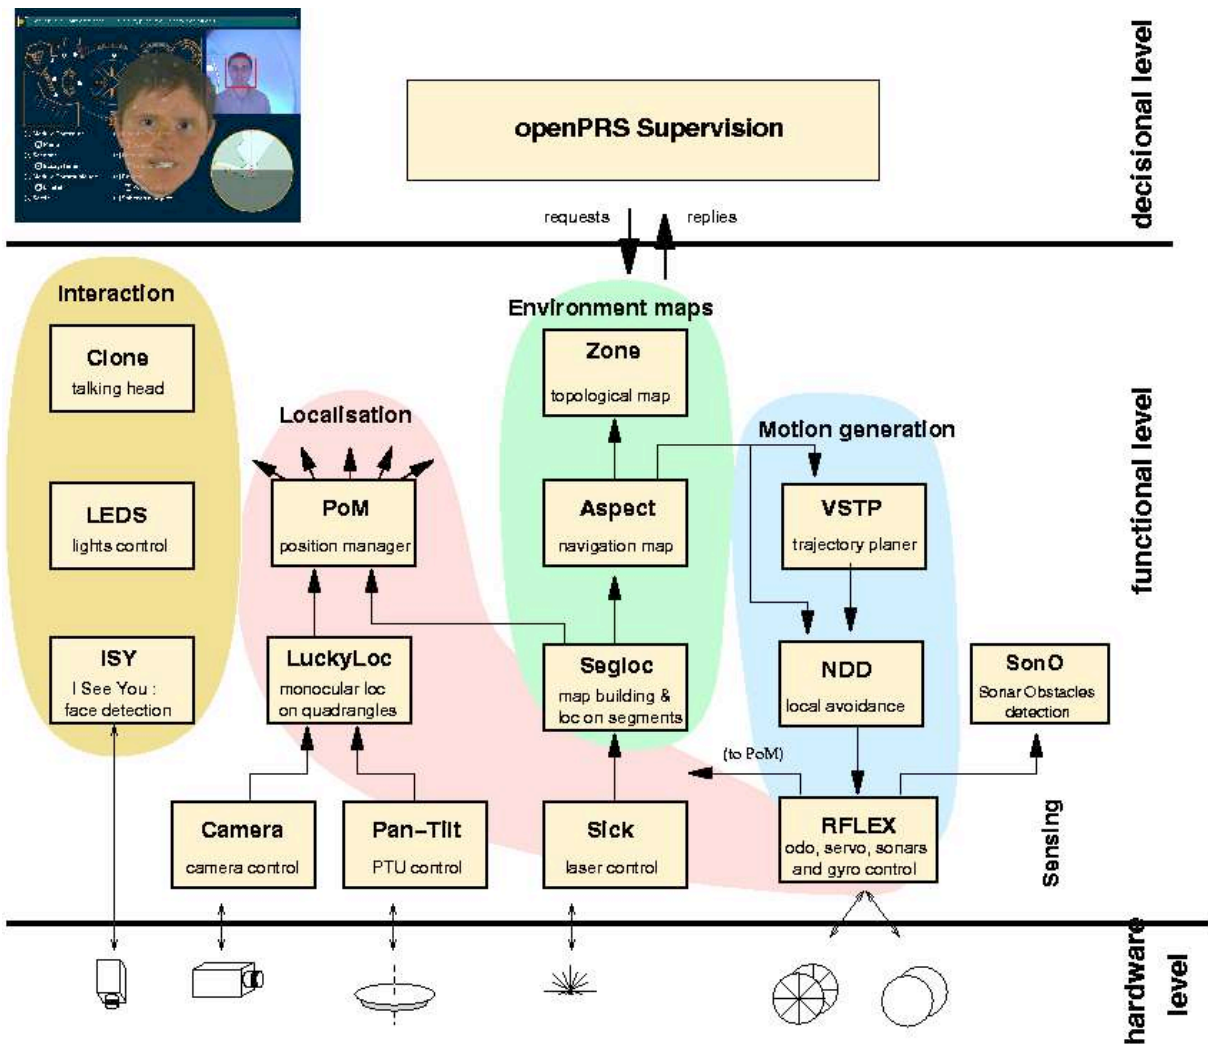 decisional level
openPRS Supervision
requests
replies
functional level
Interaction
Clone
talking head
LEDS
lights control
ISY
I See You :
face detection
Localisation
PoM
position manager
LuckyLoc
monocular loc
on quadrangles
Environment maps
Zone
topological map
Aspect
navigation map
Segloc
map building &
loc on segments
Motion generation
VSTP
trajectory planer
NDD
local avoidance
SonO
Sonar Obstacles
detection
(to PoM)
Camera
camera control
Pan-Tilt
PTU control
Sick
laser control
RFLEX
odo, servo, sonars
and gyro control
Sensing
hardware
level